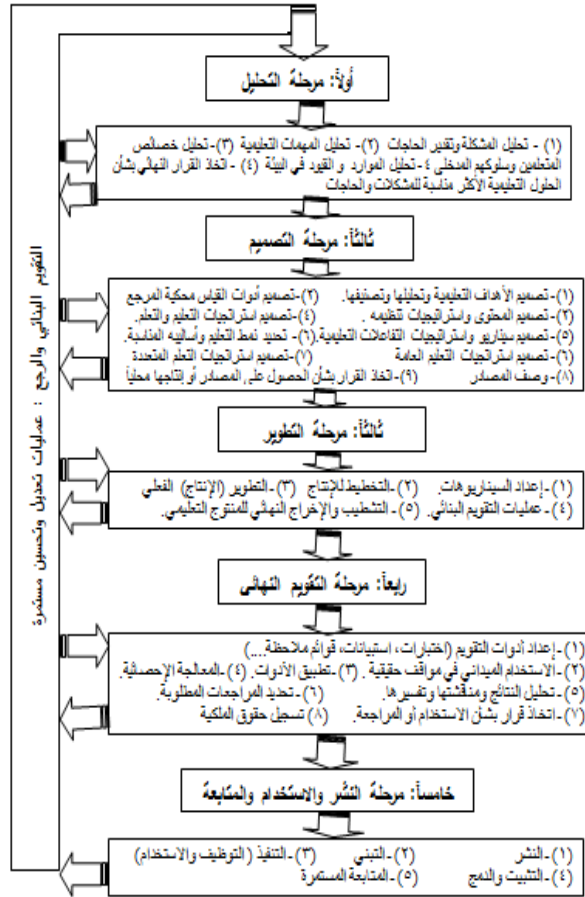 أولاً: مرحلة التحليل
(١) - تحليل المشكلة وتقدير الحاجات (٢) - تحليل المهمات التعليمية (٣) - تحليل خصائص
المتعلمين وسلوكهم المدخلى ٤ - تحليل الموارد و القيود في البيئة (٤) - اتخاذ القرار النهائي بشأن
الحلول التعليمية الأكثر مناسبة للمشكلات والحاجات
ثالثاً: مرحلة التصميم
(١) - تصميم الأهداف التعليمية وتحليلها وتصنيفها. (٢) - تصميم أدوات القياس محكية المرجع
(٢) - تصميم المحتوى واستراتيجيات تنظيمه . (٤) - تصميم استراتيجيات التعليم والتعلم.
(٥) - تصميم سيناريو واستراتيجيات التفاعلات التعليمية. (٦) - تحديد نمط التعليم وأساليبه المناسبة.
(٦) - تصميم استراتيجيات التعليم العامة (٧) - تصميم استراتجيات التعلم المتعددة
(٨) - وصف المصادر (٩) - اتخاذ القرار بشأن الحصول على المصادر أو إنتاجها محلياً
ثالثاً: مرحلة التطوير
(١) - إعداد السيناريوهات. (٢) - التخطيط للإنتاج (٣) - التطوير (الإنتاج) الفعلي
(٤) - عمليات التقويم البنائي. (٥) - التشطيب والإخراج النهائي للمنتوج التعليمي.
رابعاً: مرحلة التقويم النهائى
(١) - إعداد أدوات التقويم (اختبارات، استبيانات، قوائم ملاحظة....)
(٢) - الاستخدام الميداني في مواقف حقيقية . (٣) - تطبيق الأدوات. (٤) - المعالجة الإحصائية.
(٥) - تحليل النتائج ومناقشتها وتفسيرها. (٦) - تحديد المراجعات المطلوبة.
(٧) - اتخاذ قرار بشأن الاستخدام أو المراجعة. (٨) تسجيل حقوق الملكية
خامساً: مرحلة النشر والاستخدام والمتابعة
(١) - النشر (٢) - التبني (٣) - التنفيذ (التوظيف والاستخدام)
(٤) - التثبيت والدمج (٥) - المتابعة المستمرة
التقويم البنائي والرجع : عمليات تعديل وتحسين مستمرة